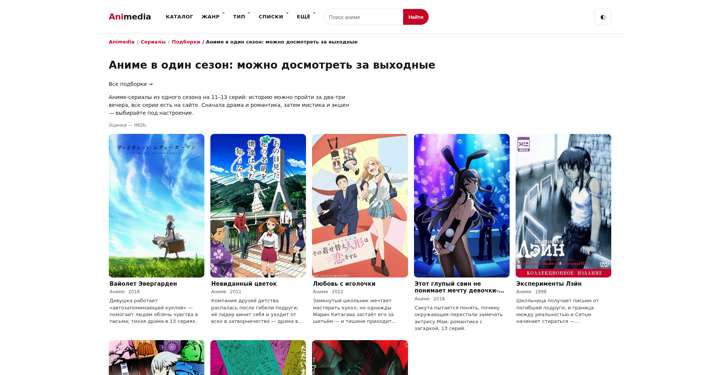 Animedia
КАТАЛОГ ЖАНР ТИП СПИСКИ ЕЩЁ
Поиск аниме
Найти
Animedia / Сериалы / Подборки / Аниме в один сезон: можно досмотреть за выходные
Аниме в один сезон: можно досмотреть за выходные
Все подборки →
Аниме-сериалы из одного сезона на 11–13 серий: историю можно пройти за два-три
вечера, все серии есть на сайте. Сначала драма и романтика, затем мистика и экшен
— выбирайте под настроение.
Оценки — IMDb.
Вайолет Эвергарден
Аниме 2018
Девушка работает
«автозапоминающей куклой» —
помогает людям облечь чувства в
письма; тихая драма в 13 сериях.
Невиданный цветок
Аниме 2011
Компания друзей детства
распалась после гибели подруги;
её лидер винит себя и уходит от
всех в затворничество — драма в...
Любовь с иголочки
Аниме 2022
Замкнутый школьник мечтает
мастерить кукол, но однажды
Марин Китагава застаёт его за
шитьём — и тишине приходит...
Этот глупый свин не
понимает мечту девочки-...
Аниме 2018
Сакута пытается понять, почему
окружающие перестали замечать
актрису Маи; романтика с
загадкой, 13 серий.
ЛЭЙН
КОЛЛЕКЦИОННОЕ ИЗДАНИЕ
Эксперименты Лэйн
Аниме 1998
Школьница получает письмо от
погибшей подруги, и граница
между реальностью и Сетью
начинает стираться —...